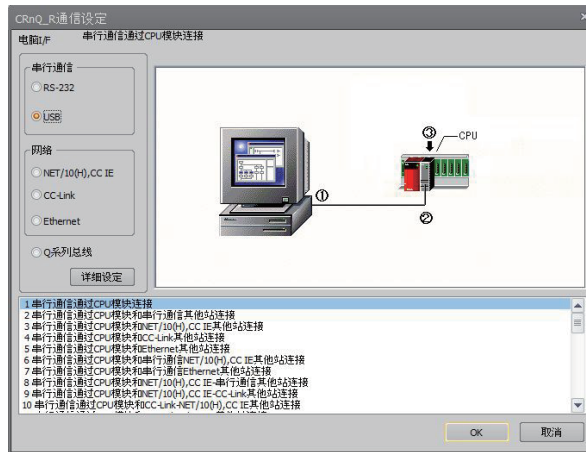 CRnQ_R通信设定
电脑I/F 串行通信通过CPU模块连接
串行通信
RS-232
USB
网络
NET/10(H),CC IE
CC-Link
Ethernet
Q系列总线
详细设定
CPU
①
②
③
1 串行通信通过CPU模块连接
2 串行通信通过CPU模块和串行通信其他站连接
3 串行通信通过CPU模块和NET/10(H),CC IE其他站连接
4 串行通信通过CPU模块和CC-Link其他站连接
5 串行通信通过CPU模块和Ethernet其他站连接
6 串行通信通过CPU模块和串行通信NET/10(H),CC IE其他站连接
7 串行通信通过CPU模块和串行通信Ethernet其他站连接
8 串行通信通过CPU模块和NET/10(H),CC IE-串行通信其他站连接
9 串行通信通过CPU模块和NET/10(H),CC IE-CC-Link其他站连接
10 串行通信通过CPU模块和CC-Link-NET/10(H),CC IE其他站连接
OK
取消